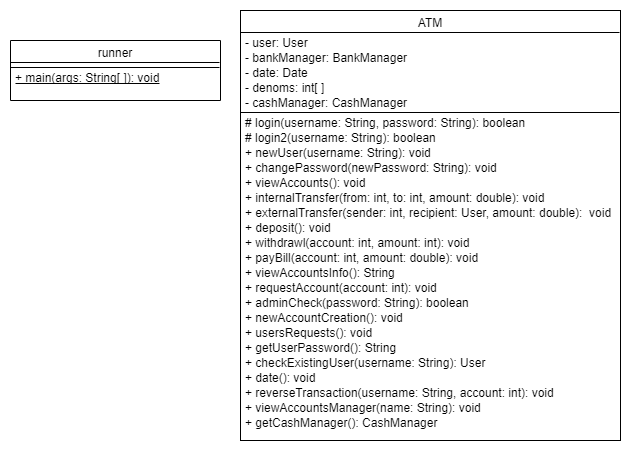 runner
+ main(args: String[ ]): void
ATM
- user: User
- bankManager: BankManager
- date: Date
- denoms: int[ ]
- cashManager: CashManager
# login(username: String, password: String): boolean
# login2(username: String): boolean
+ newUser(username: String): void
+ changePassword(newPassword: String): void
+ viewAccounts(): void
+ internalTransfer(from: int, to: int, amount: double): void
+ externalTransfer(sender: int, recipient: User, amount: double): void
+ deposit(): void
+ withdrawl(account: int, amount: int): void
+ payBill(account: int, amount: double): void
+ viewAccountsInfo(): String
+ requestAccount(account: int): void
+ adminCheck(password: String): boolean
+ newAccountCreation(): void
+ usersRequests(): void
+ getUserPassword(): String
+ checkExistingUser(username: String): User
+ date(): void
+ reverseTransaction(username: String, account: int): void
+ viewAccountsManager(name: String): void
+ getCashManager(): CashManager